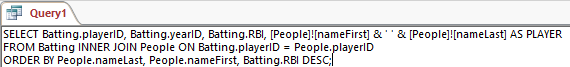 Query1
SELECT Batting.playerID, Batting.yearID, Batting.RBI, [People]![nameFirst] & ' ' & [People]![nameLast] AS PLAYER
FROM Batting INNER JOIN People ON Batting.playerID = People.playerID
ORDER BY People.nameLast, People.nameFirst, Batting.RBI DESC;